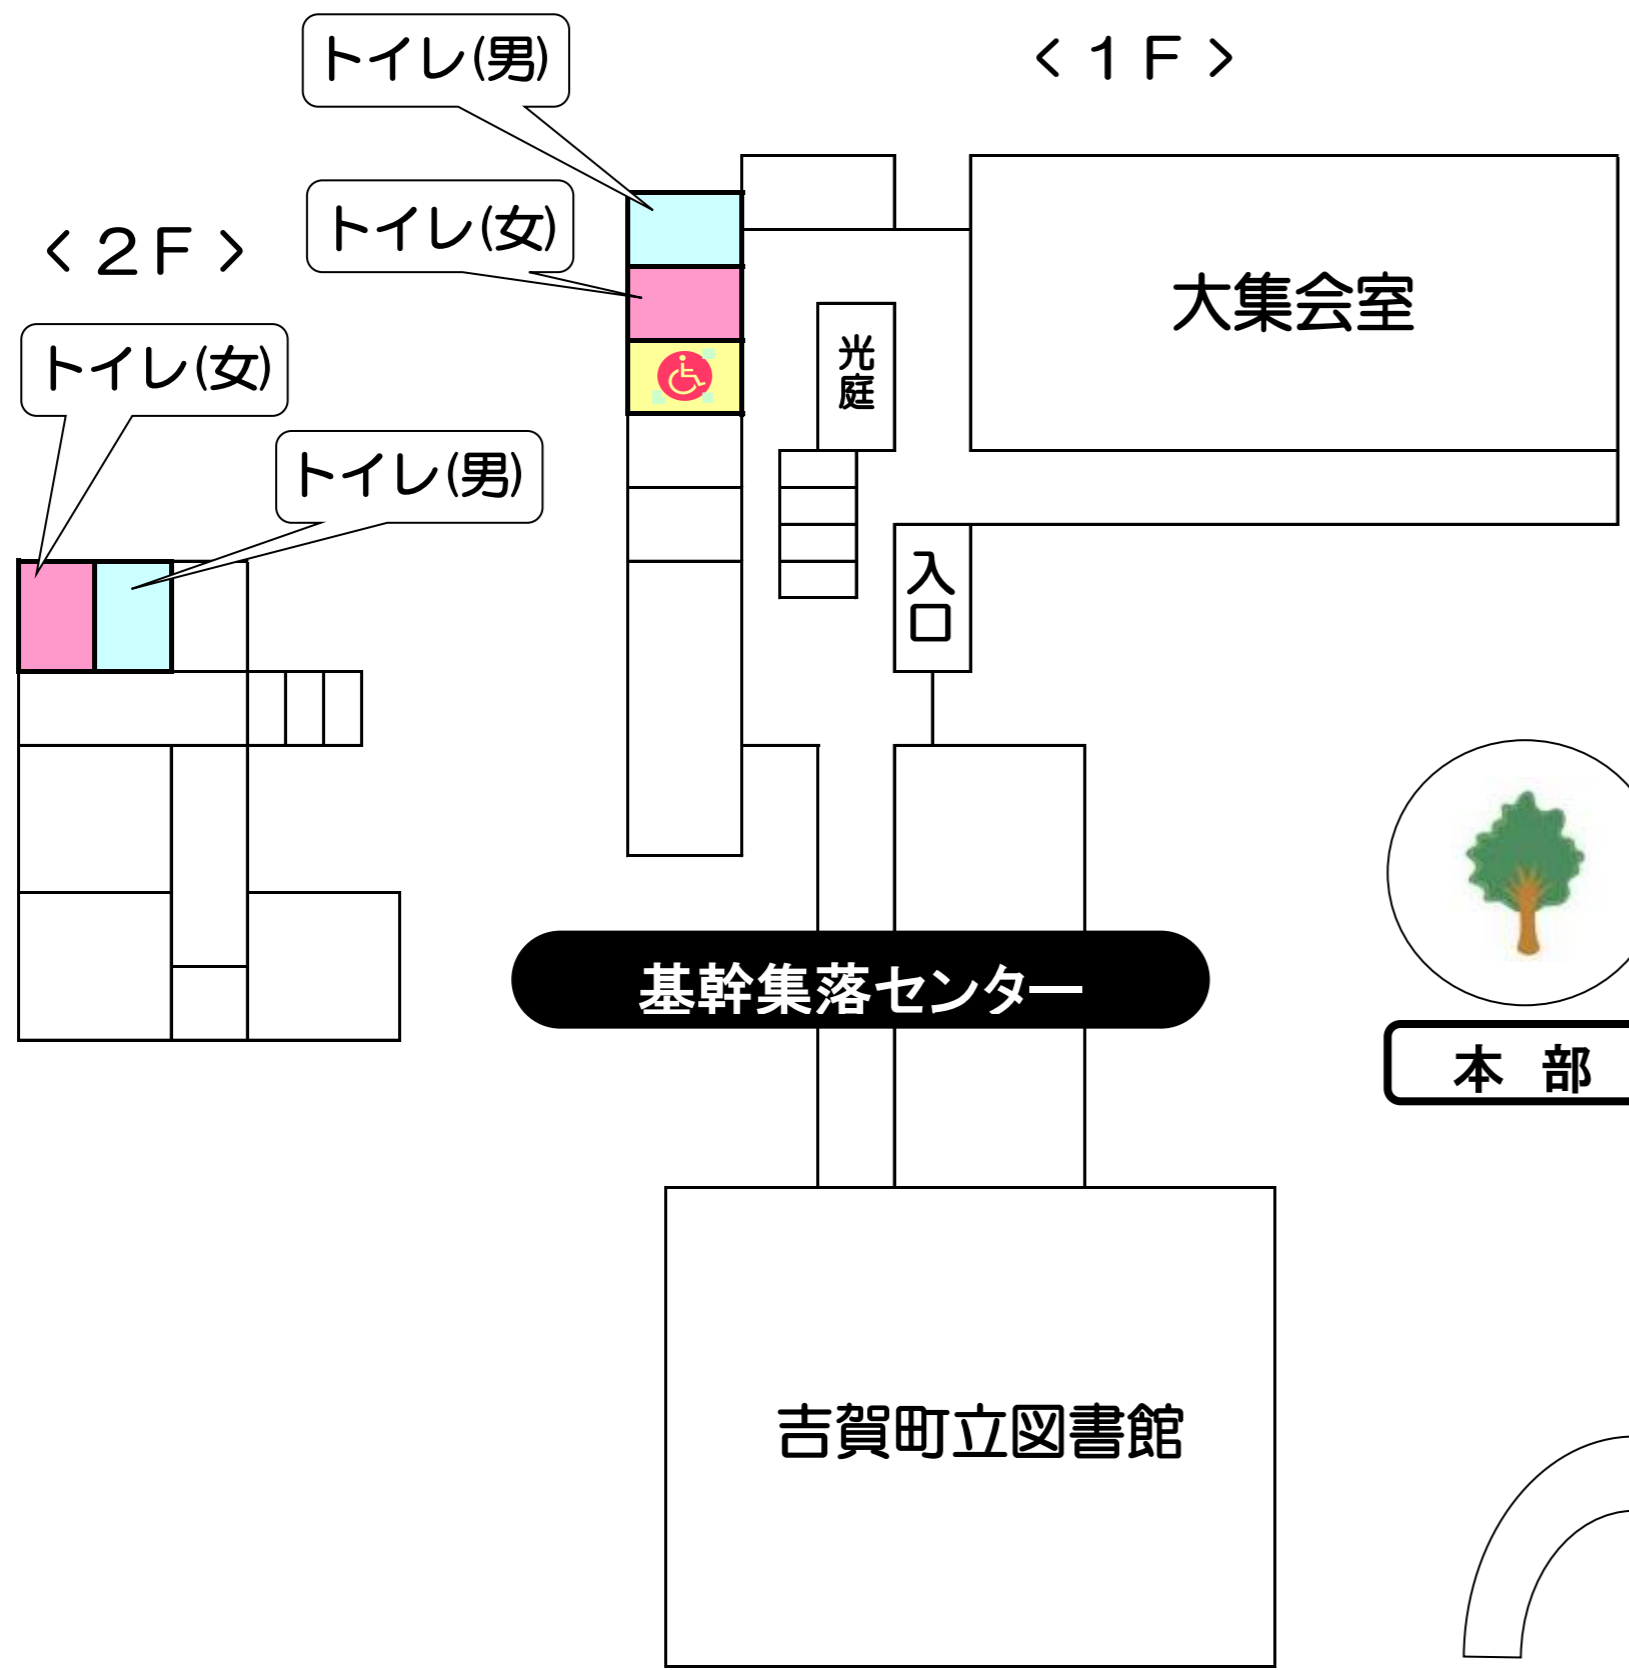 トイレ(男)
<１F>
トイレ(女)
<２F>
大集会室
トイレ(女)
光庭
トイレ(男)
入口
基幹集落センター
本 部
吉賀町立図書館